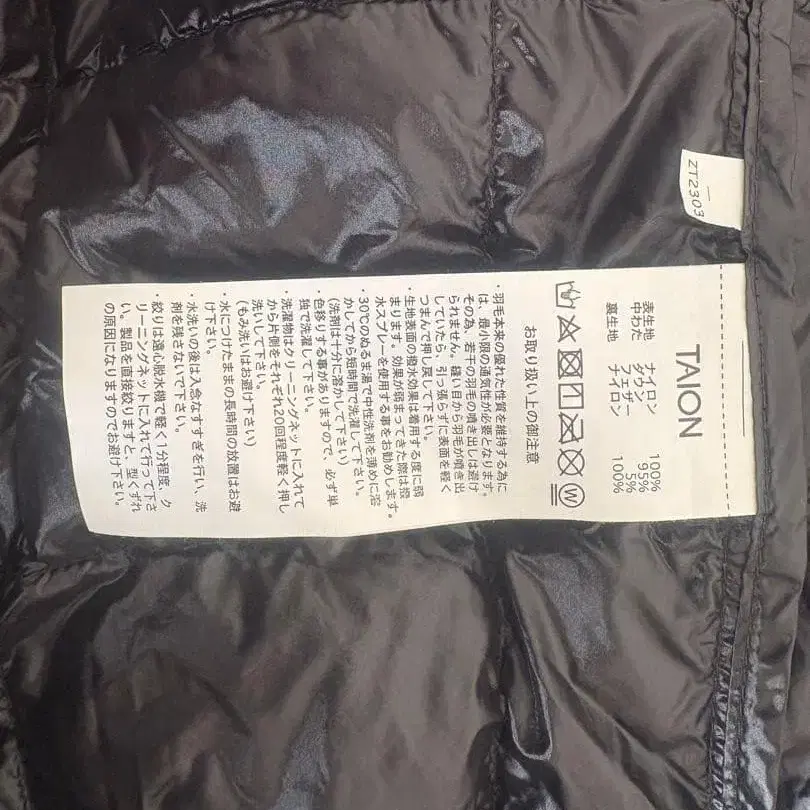 ZT2303
TAION
表生地 ナイロン 100%
中わた ダウン 95%
フェザー 5%
裏生地 ナイロン 100%
W
お取り扱い上の御注意
・羽毛本来の優れた性質を維持する為に
は、最小限の通気性が必要となります。
その為、若干の羽毛の噴き出しは避け
られません。縫い目から羽毛が噴き出
していたら、引っ張らずに表面を軽く
つまんで押し戻して下さい。
・生地表面の撥水効果は着用する度に弱
まります。効果が弱まってきた際は撥
水スプレーを使用する事をお勧めします。
・30℃のぬるま湯で中性洗剤を薄めに溶
かしてから短時間で洗濯して下さい。
(洗剤は十分に溶かして下さい)
・色移りする事がありますので、必ず単
独で洗濯して下さい。
・洗濯物はクリーニングネットに入れて
から片側をそれぞれ20回程度軽く押し
洗いして下さい。
(もみ洗いはお避け下さい)
・水につけたままの長時間の放置はお避
け下さい。
・水洗いの後は入念なすすぎを行い、洗
剤を残さないで下さい。
・絞りは遠心脱水機で軽く1分程度、ク
リーニングネットに入れて行って下さ
い。製品を直接絞りますと、型くずれ
の原因になりますのでお避け下さい。